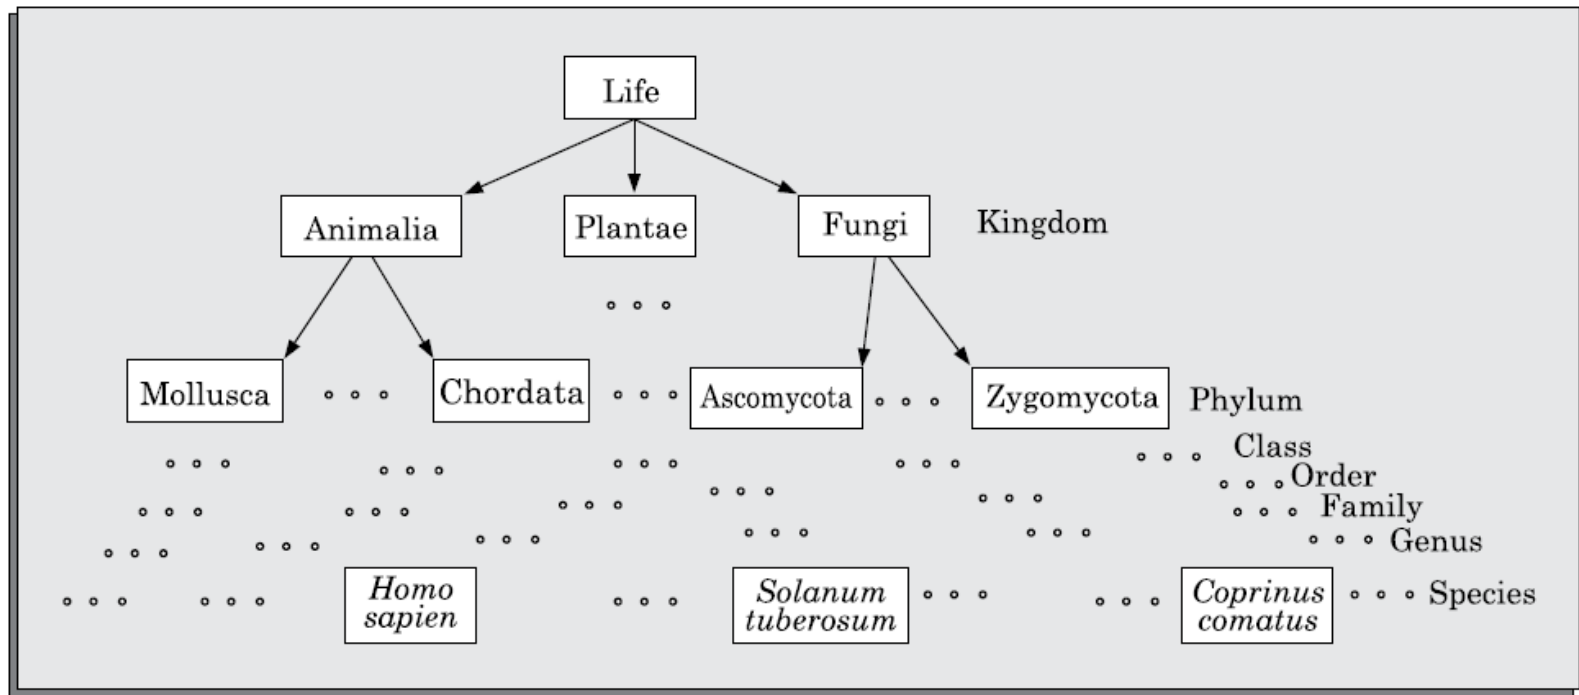 Life
Animalia
Plantae
Fungi
Kingdom
Mollusca
Chordata
Ascomycota
Zygomycota
Phylum
Class
Order
Family
Genus
Homo
sapien
Solanum
tuberosum
Coprinus
comatus
Species